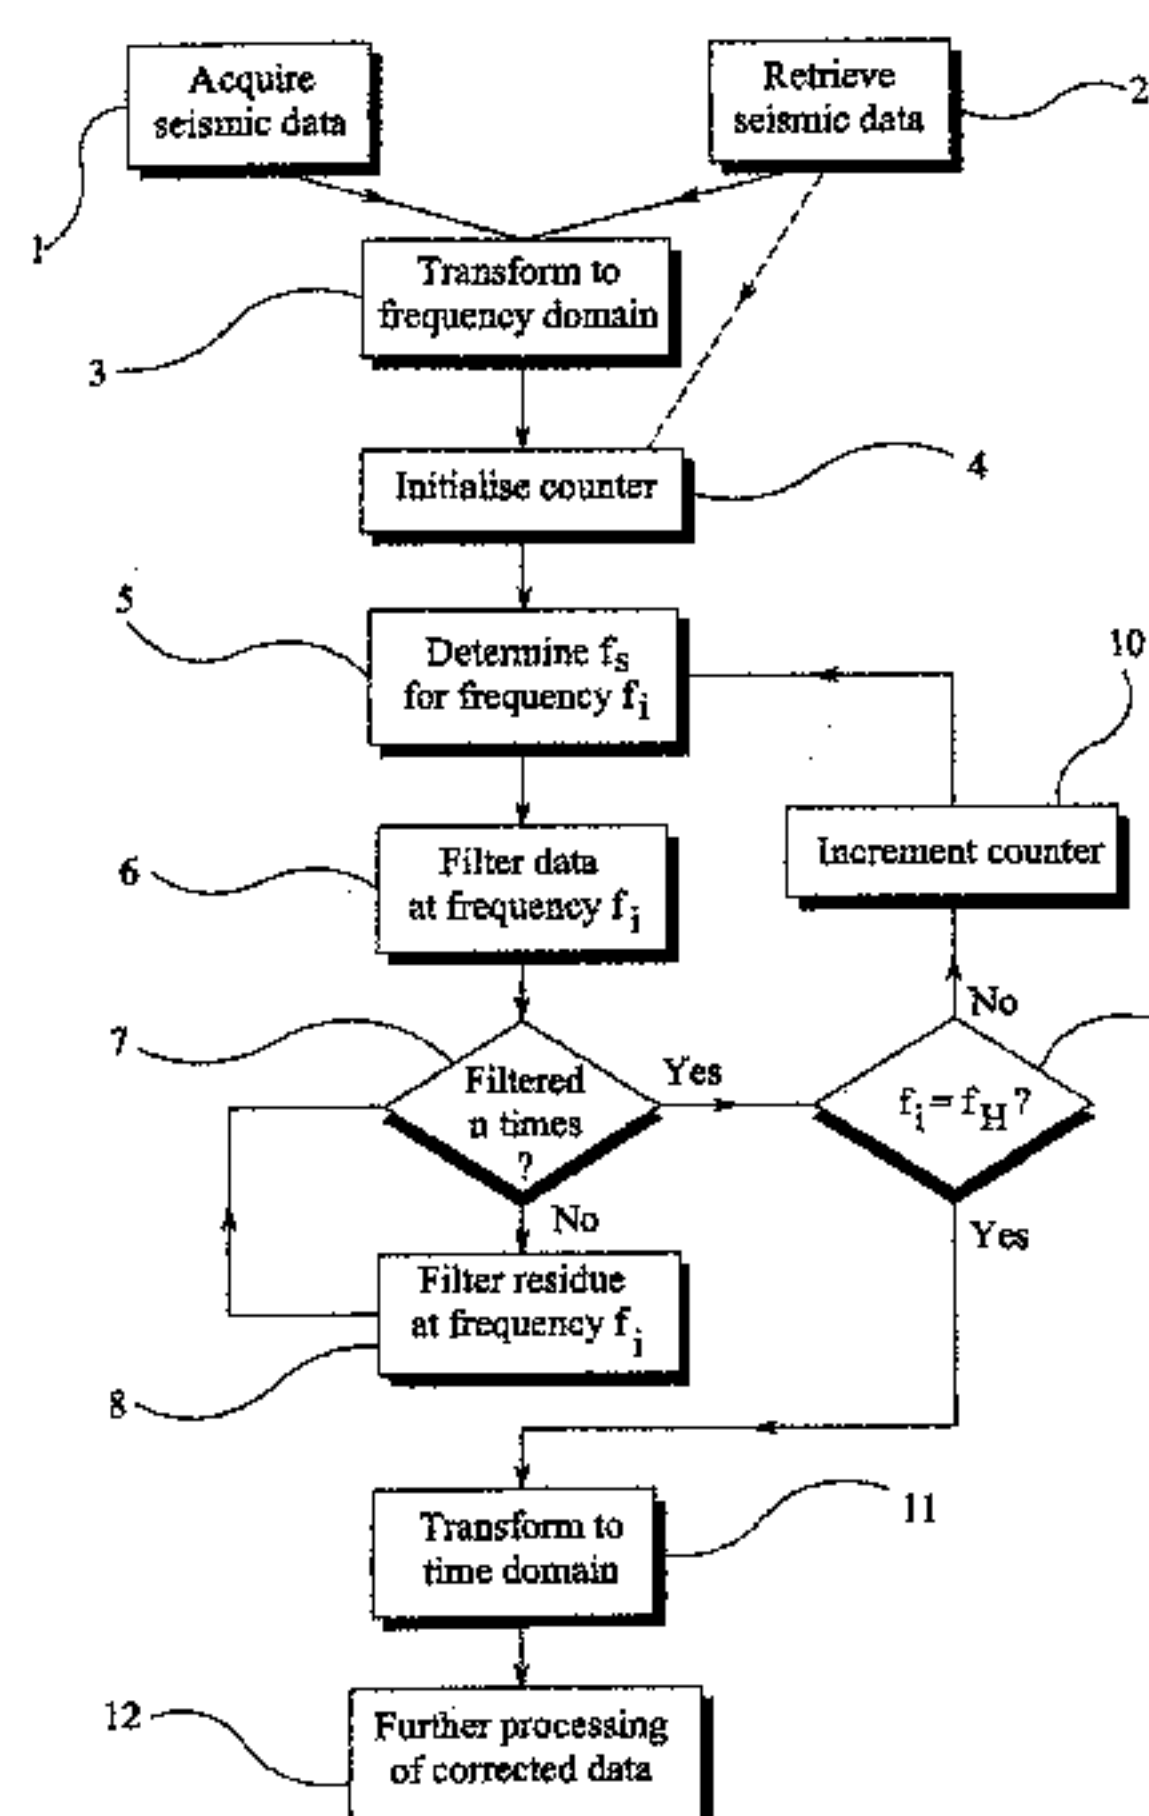 Acquire
seismic data
Retrieve
seismic data
2
1
Transform to
frequency domain
3
Initialise counter
4
5
Determine fs
for frequency fi
10
Increment counter
6
Filter data
at frequency fi
No
7
Filtered
n times
?
Yes
fi = fH ?
No
Yes
Filter residue
at frequency fi
8
Transform to
time domain
11
12
Further processing
of corrected data